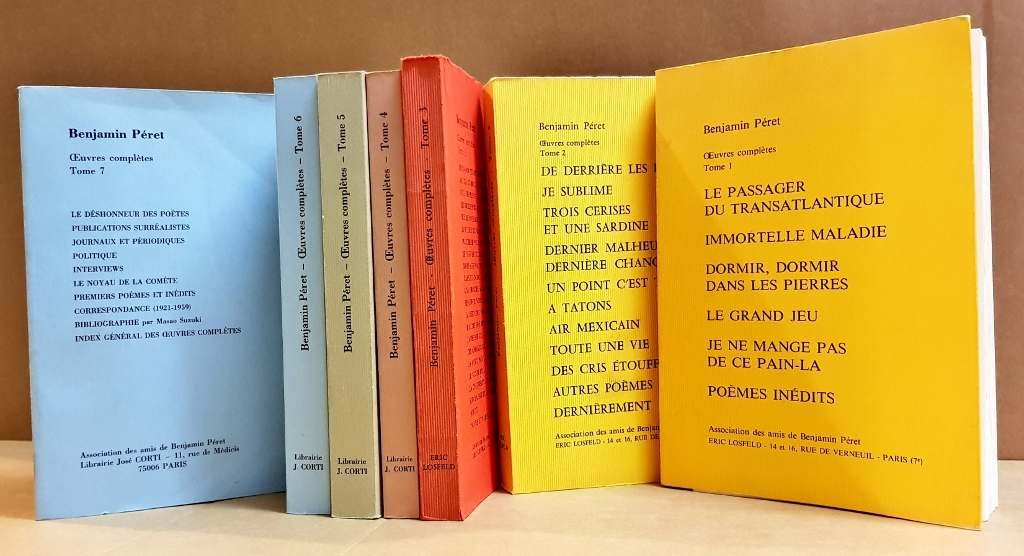 Benjamin Péret
Œuvres complètes
Tome 7
LE DÉSHONNEUR DES POÈTES
PUBLICATIONS SURRÉALISTES
JOURNAUX ET PÉRIODIQUES
POLITIQUE
INTERVIEWS
LE NOYAU DE LA COMÈTE
PREMIERS POÈMES ET INÉDITS
CORRESPONDANCE (1921-1959)
BIBLIOGRAPHIE par Masao Suzuki
INDEX GÉNÉRAL DES ŒUVRES COMPLÈTES
Association des amis de Benjamin Péret
Librairie José CORTI – 11, rue de Médicis
75006 PARIS
Benjamin Péret – Œuvres complètes – Tome 6
Librairie
J. CORTI
Benjamin Péret – Œuvres complètes – Tome 5
Librairie
J. CORTI
Benjamin Péret – Œuvres complètes – Tome 4
Librairie
J. CORTI
Benjamin Péret - Œuvres complètes - Tome 3
ERIC
LOSFELD
Benjamin Péret
Œuvres complètes
Tome 2
DE DERRIÈRE LES
JE SUBLIME
TROIS CERISES
ET UNE SARDINE
DERNIER MALHEU
DERNIÈRE CHANC
UN POINT C'EST
A TATONS
AIR MEXICAIN
TOUTE UNE VIE
DES CRIS ÉTOUFF
AUTRES POÈMES
DERNIÈREMENT
Association des amis de Benjam
ERIC LOSFELD - 14 et 16, RUE DE
Benjamin Péret
Œuvres complètes
Tome 1
LE PASSAGER
DU TRANSATLANTIQUE
IMMORTELLE MALADIE
DORMIR, DORMIR
DANS LES PIERRES
LE GRAND JEU
JE NE MANGE PAS
DE CE PAIN-LA
POÈMES INÉDITS
Association des amis de Benjamin Péret
ERIC LOSFELD - 14 et 16, RUE DE VERNEUIL - PARIS (7e)